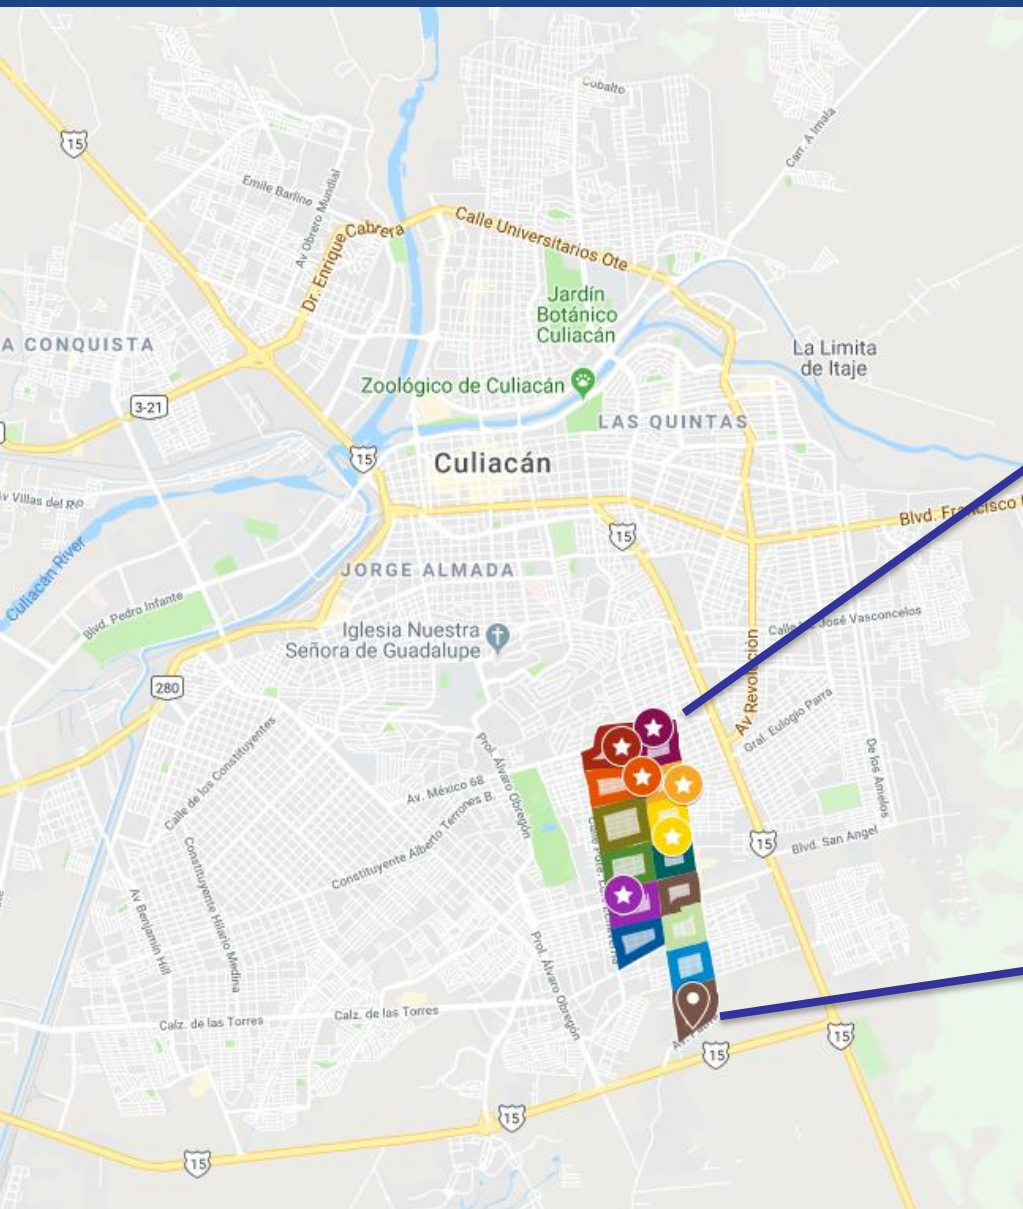 Cobalto
Carr. A Imala
15
Emile Barline
Av Obrero Mundial
Dr. Enrique Cabrera
Calle Universitarios Ote
Jardín
Botánico
Culiacán
A CONQUISTA
La Limita
de Itaje
Zoológico de Culiacán
3-21
LAS QUINTAS
15
Culiacán
v Villas del Río
Blvd. Francisco
15
Culiacán River
JORGE ALMADA
Blvd. Pedro Infante
Calle José Vasconcelos
Iglesia Nuestra
Señora de Guadalupe
Av Revolución
280
Gral. Eulogio Parra
Calle de los Constituyentes
Prol. Álvaro Obregón
De los Amelos
Av. México 68
Constituyente Alberto Terrones B.
15
Blvd. San Angel
Constituyente Hilario Medina
Av Benjamin Hill
Prol. Álvaro Obregón
Calz. de las Torres
Calz. de las Torres
15
15
15
15